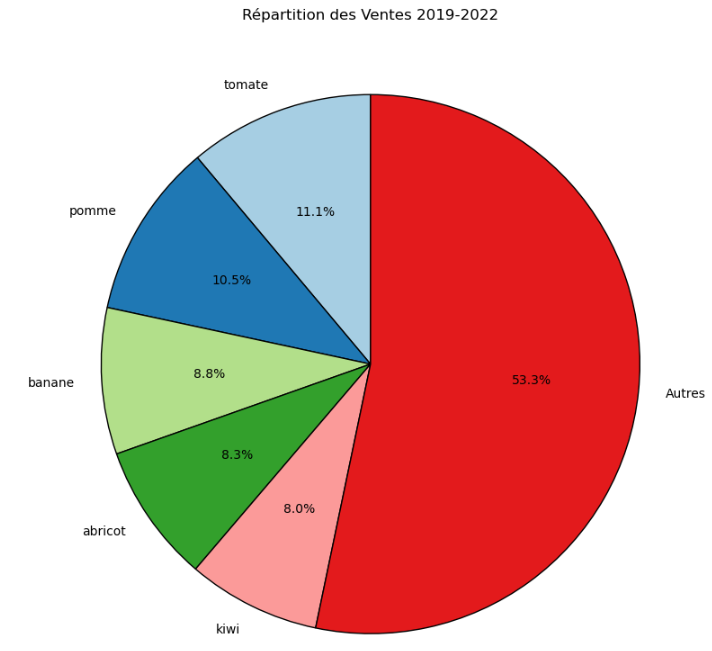 Répartition des Ventes 2019-2022
tomate
11.1%
pomme
10.5%
banane
8.8%
abricot
8.3%
kiwi
8.0%
Autres
53.3%